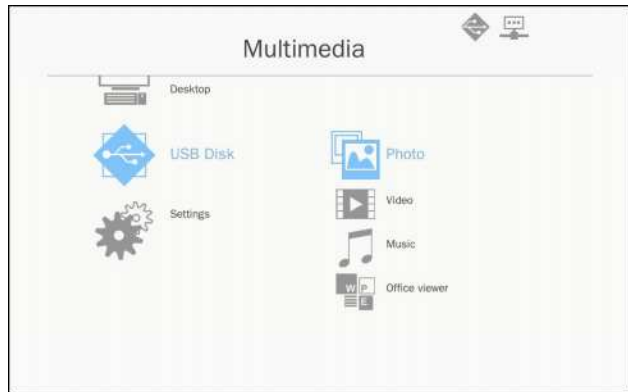 Multimedia
Desktop
USB Disk
Photo
Video
Settings
Music
W P
E
Office viewer